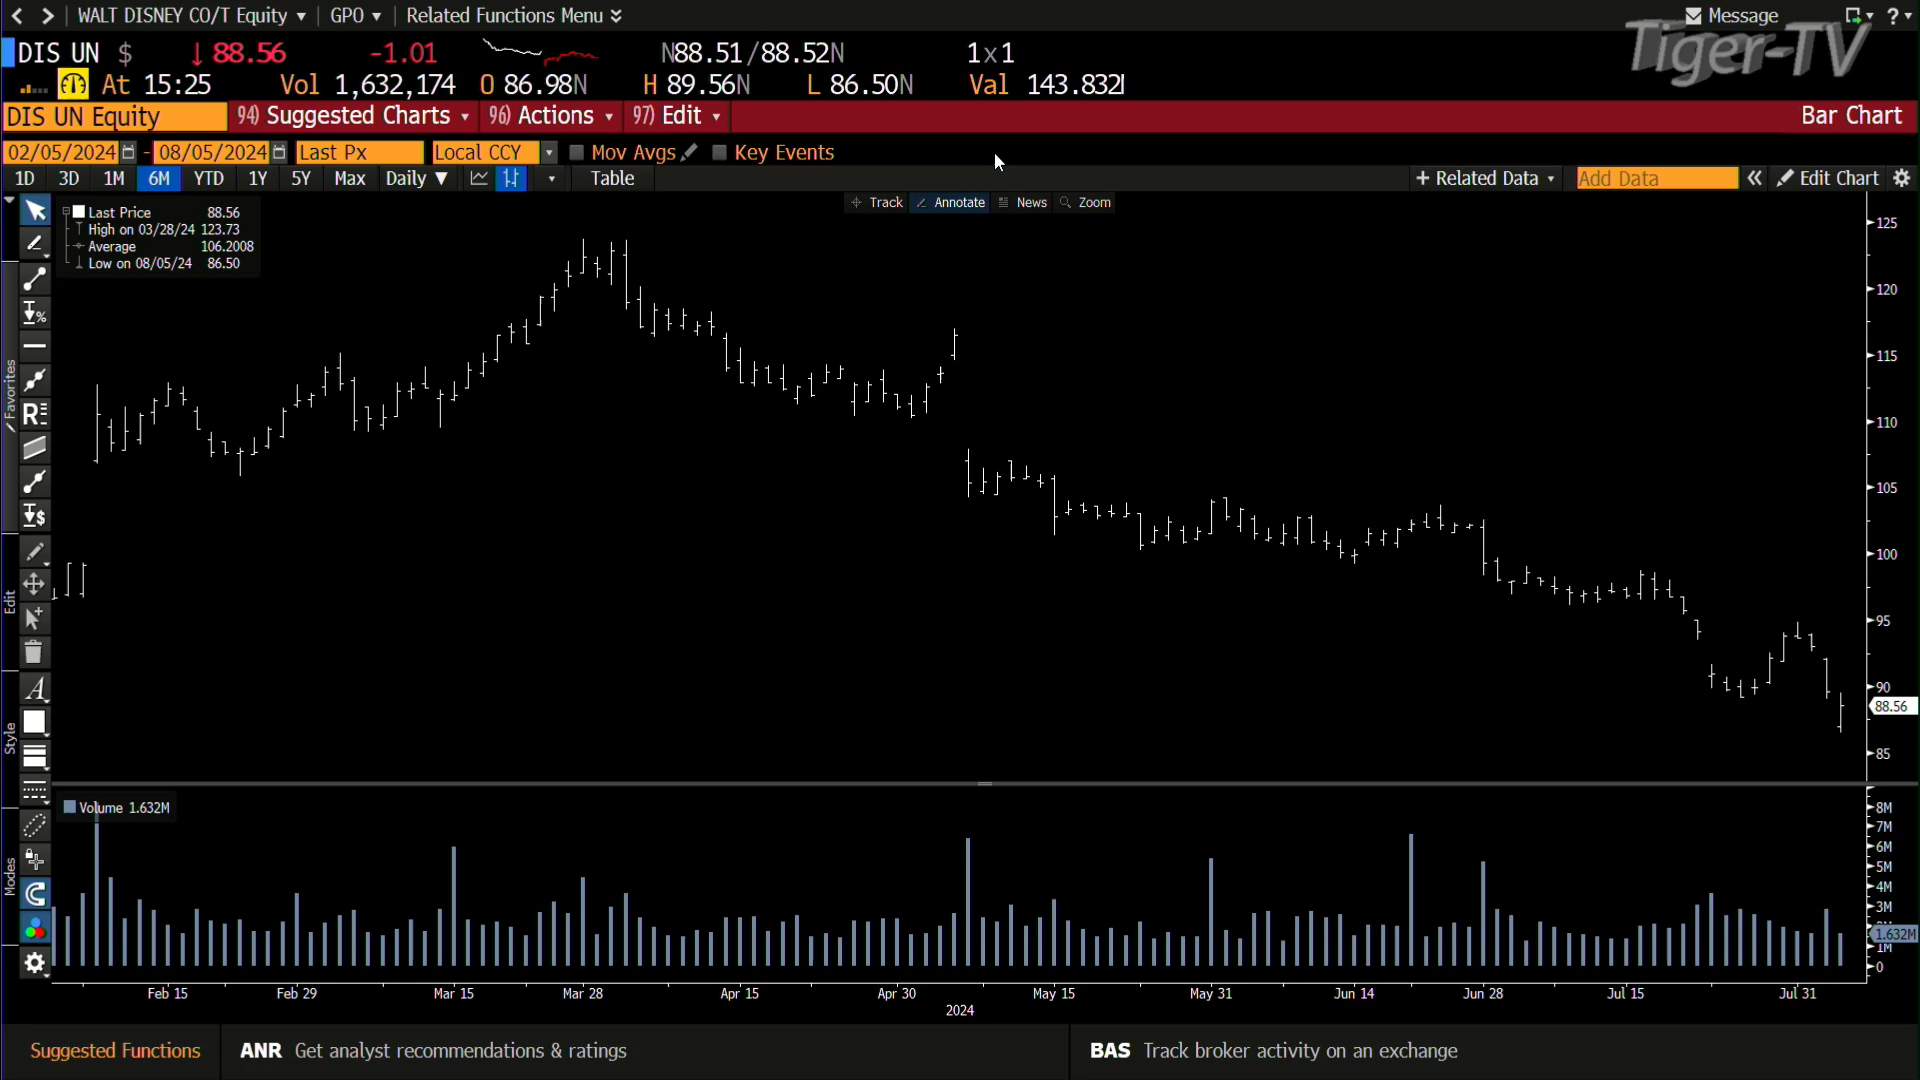 WALT DISNEY CO/T Equity GPO Related Functions Menu Message ?
Tiger-TV
DIS UN $ ↓ 88.56 -1.01 N88.51/88.52N 1x1
At 15:25 Vol 1,632,174 O 86.98N H 89.56N L 86.50N Val 143.832
DIS UN Equity 94) Suggested Charts 96) Actions 97) Edit Bar Chart
02/05/2024 - 08/05/2024 Last Px Local CCY Mov Avgs Key Events
1D 3D 1M 6M YTD 1Y 5Y Max Daily ▼ Table + Related Data Add Data « Edit Chart
Track Annotate News Zoom
Last Price 88.56
High on 03/28/24 123.73
Average 106.2008
Low on 08/05/24 86.50
125
120
115
110
105
100
95
90
88.56
85
Favorites
Edit
Style
Modes
Volume 1.632M
8M
7M
6M
5M
4M
3M
1.632M
1M
0
Feb 15 Feb 29 Mar 15 Mar 28 Apr 15 Apr 30 May 15 May 31 Jun 14 Jun 28 Jul 15 Jul 31
2024
Suggested Functions ANR Get analyst recommendations & ratings BAS Track broker activity on an exchange